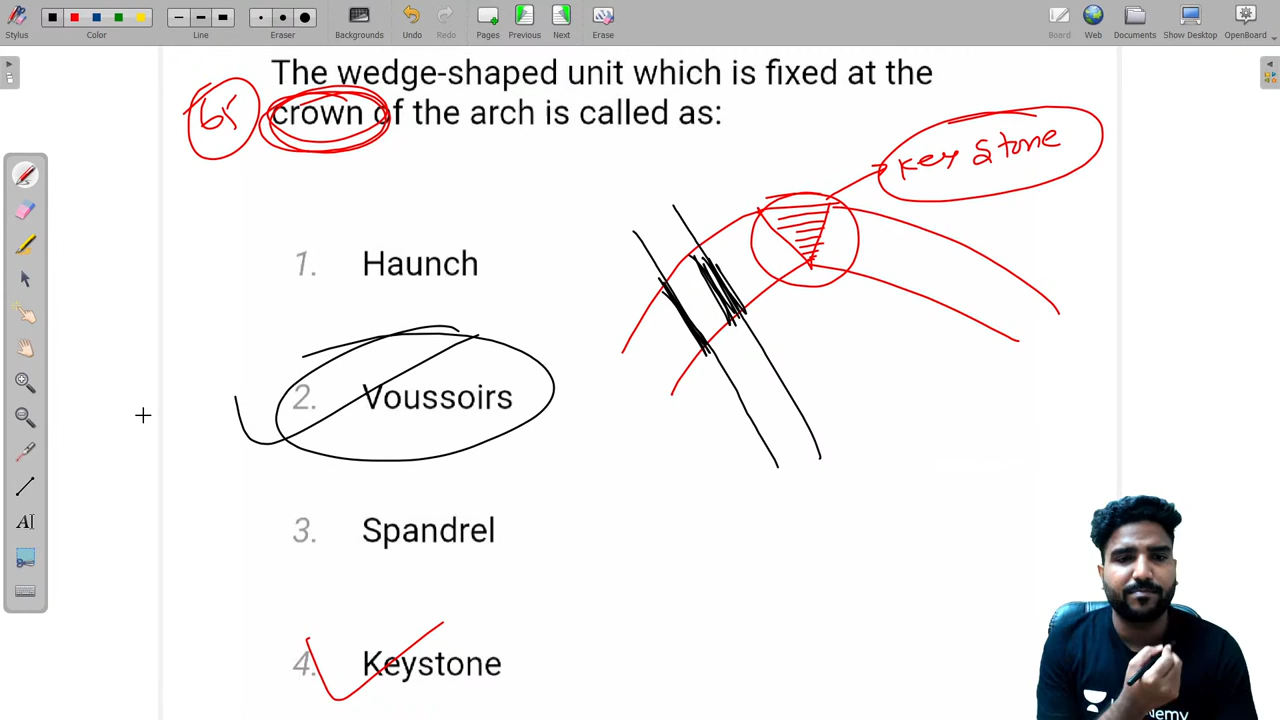 Stylus
Color
Line
Eraser
Backgrounds
Undo
Redo
Pages
Previous
Next
Erase
Board
Web
Documents
Show Desktop
OpenBoard
The wedge-shaped unit which is fixed at the
65 crown of the arch is called as:
Key Stone
1. Haunch
2. Voussoirs
3. Spandrel
4. Keystone
AI